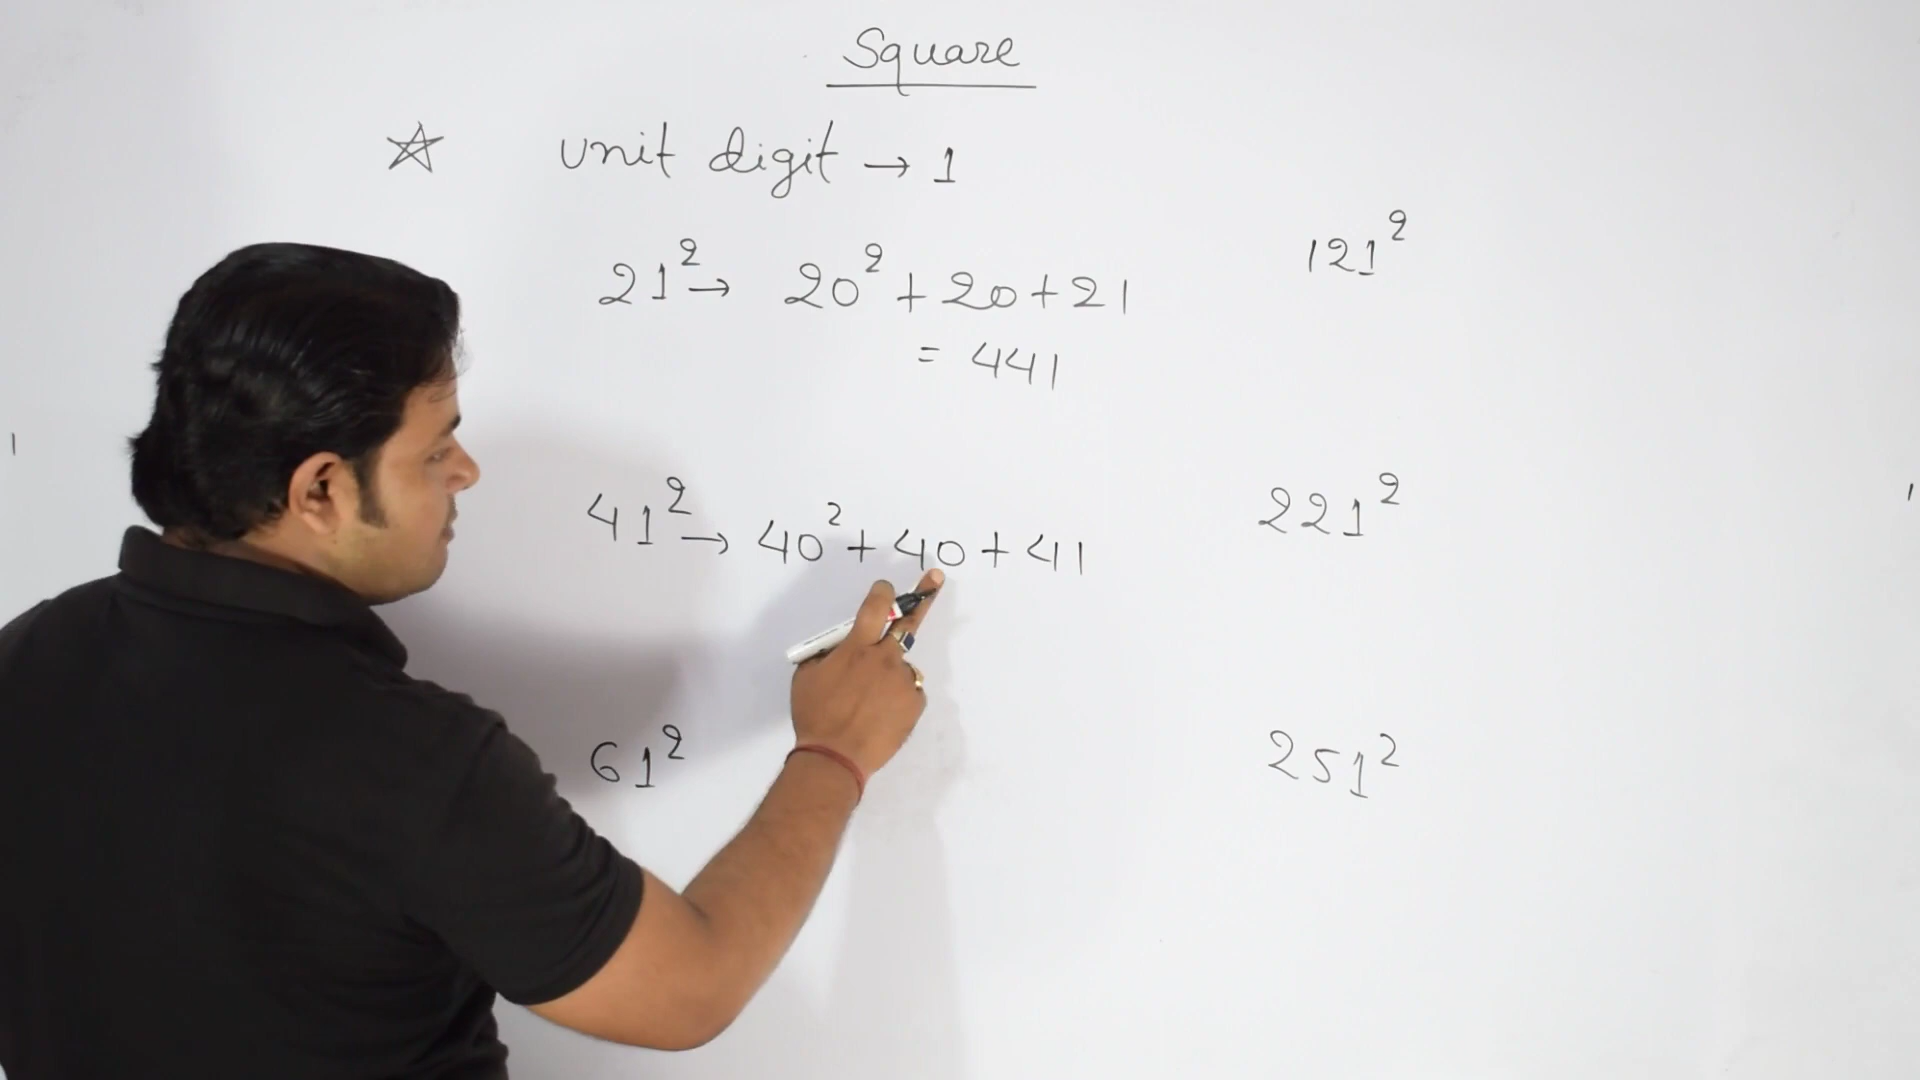 Square
☆ unit digit → 1
21² → 20² + 20 + 21
= 441
41² → 40² + 40 + 41
61²
121²
221²
251²